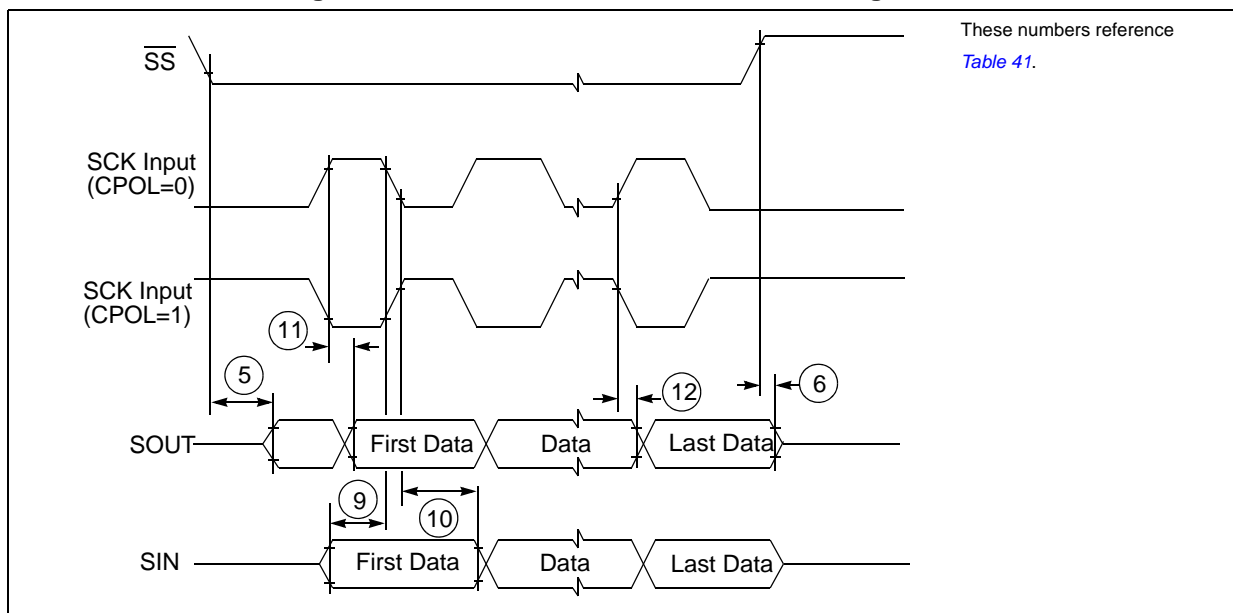 These numbers reference
Table 41.
SS
SCK Input
(CPOL=0)
SCK Input
(CPOL=1)
11
5
12
6
SOUT
First Data
Data
Last Data
9
10
SIN
First Data
Data
Last Data